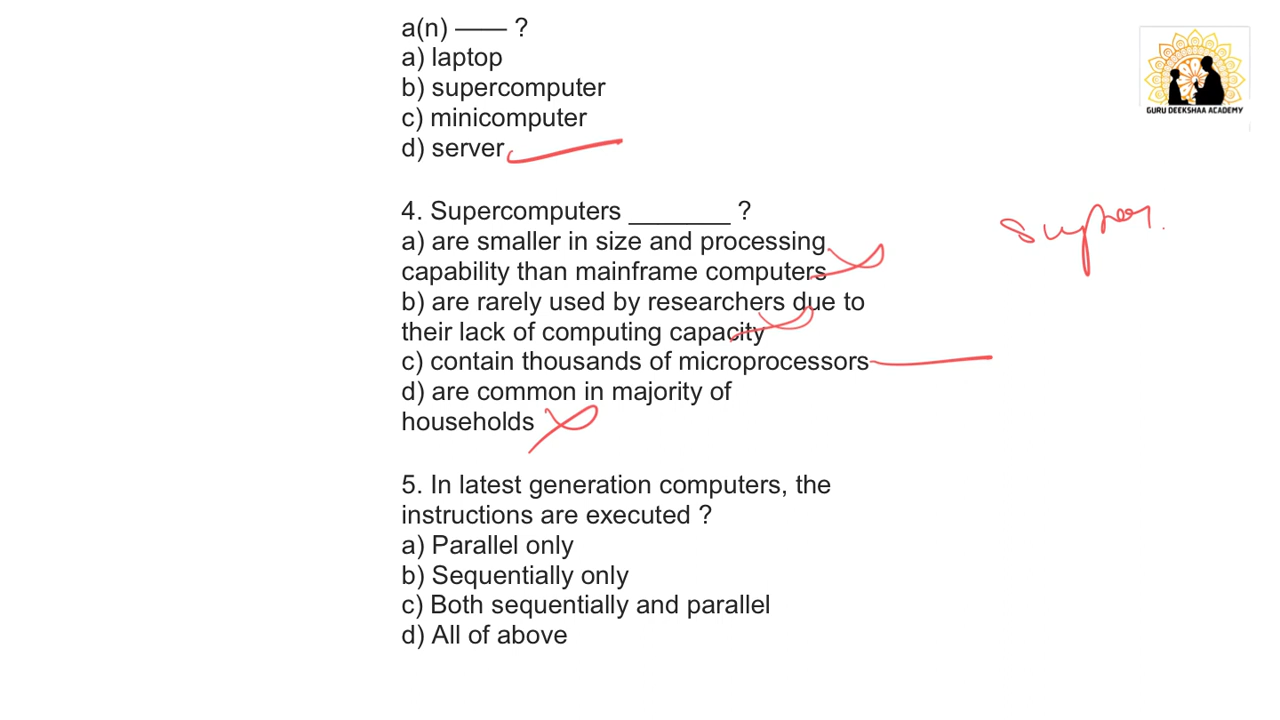 a(n) —— ?
a) laptop
b) supercomputer
c) minicomputer
d) server
GURU DEEKSHAA ACADEMY
4. Supercomputers _______ ?
a) are smaller in size and processing
capability than mainframe computers
b) are rarely used by researchers due to
their lack of computing capacity
c) contain thousands of microprocessors
d) are common in majority of
households
Super.
5. In latest generation computers, the
instructions are executed ?
a) Parallel only
b) Sequentially only
c) Both sequentially and parallel
d) All of above